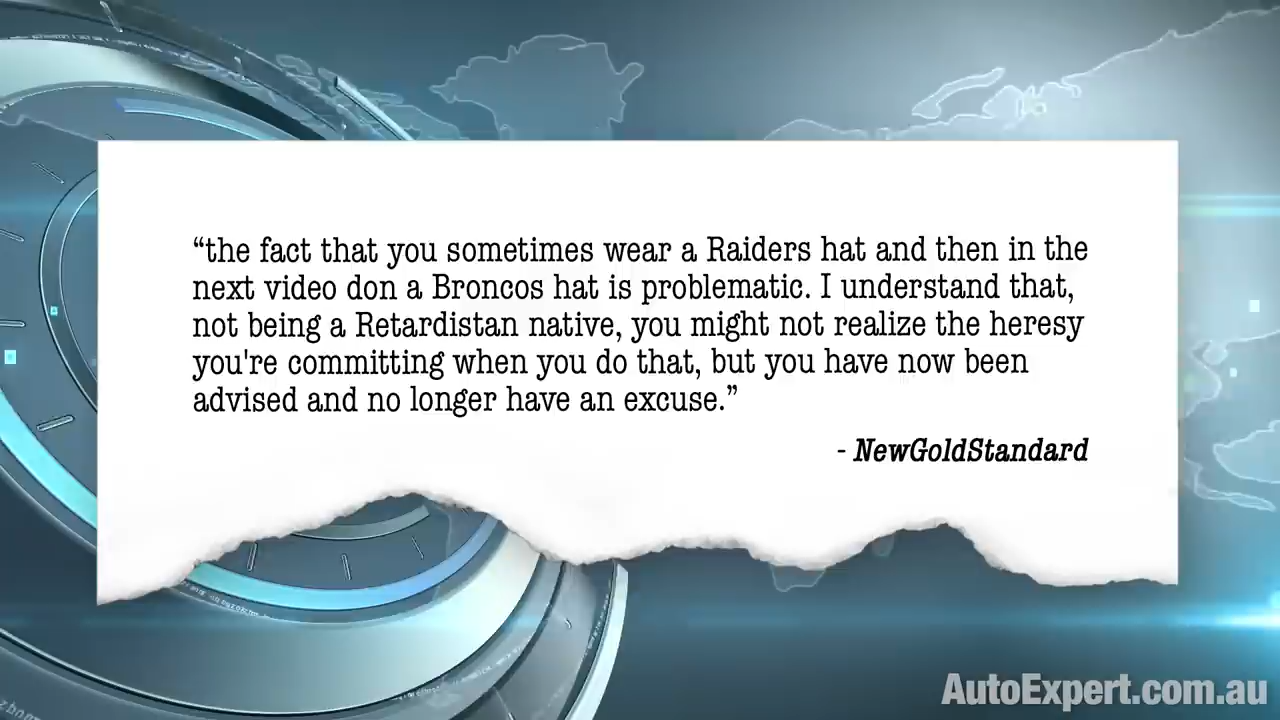 “the fact that you sometimes wear a Raiders hat and then in the
next video don a Broncos hat is problematic. I understand that,
not being a Retardistan native, you might not realize the heresy
you're committing when you do that, but you have now been
advised and no longer have an excuse.”
- NewGoldStandard
AutoExpert.com.au